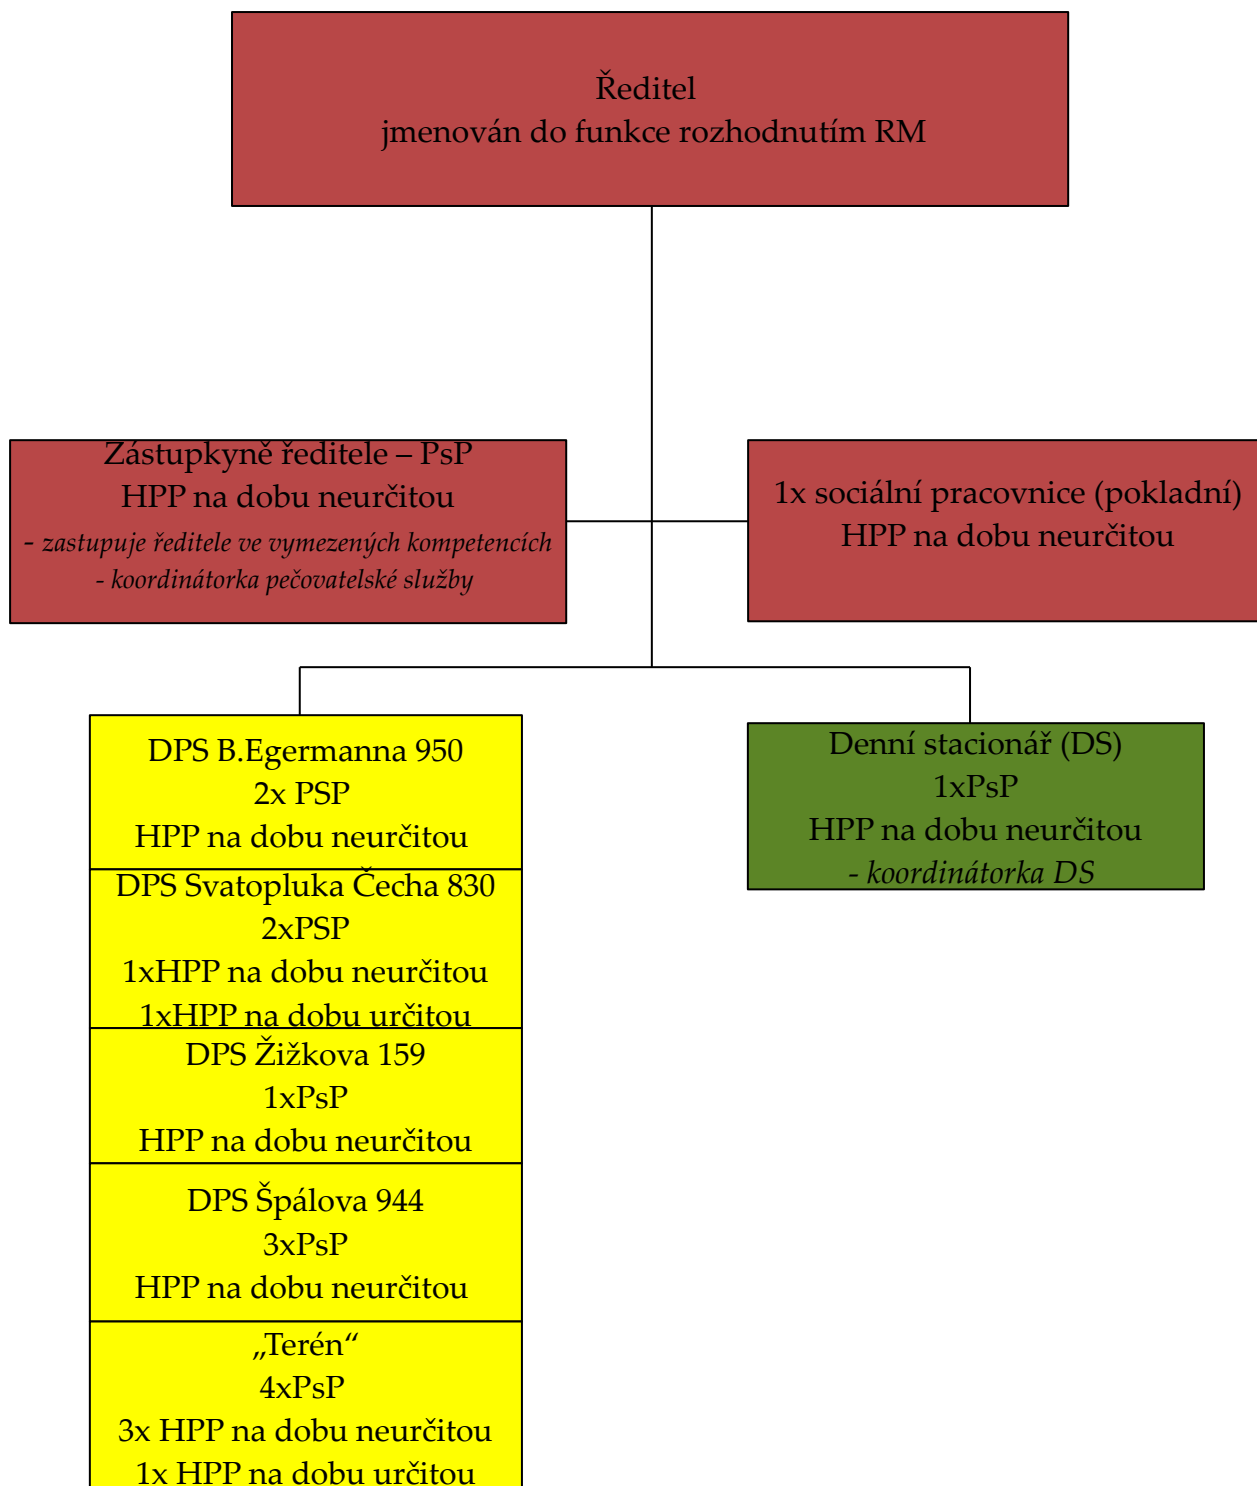 Ředitel
jmenován do funkce rozhodnutím RM
Zástupkyně ředitele – PsP
HPP na dobu neurčitou
- zastupuje ředitele ve vymezených kompetencích
- koordinátorka pečovatelské služby
1x sociální pracovnice (pokladní)
HPP na dobu neurčitou
DPS B.Egermanna 950
2x PSP
HPP na dobu neurčitou
DPS Svatopluka Čecha 830
2xPSP
1xHPP na dobu neurčitou
1xHPP na dobu určitou
DPS Žižkova 159
1xPsP
HPP na dobu neurčitou
DPS Špálova 944
3xPsP
HPP na dobu neurčitou
„Terén“
4xPsP
3x HPP na dobu neurčitou
1x HPP na dobu určitou
Denní stacionář (DS)
1xPsP
HPP na dobu neurčitou
- koordinátorka DS